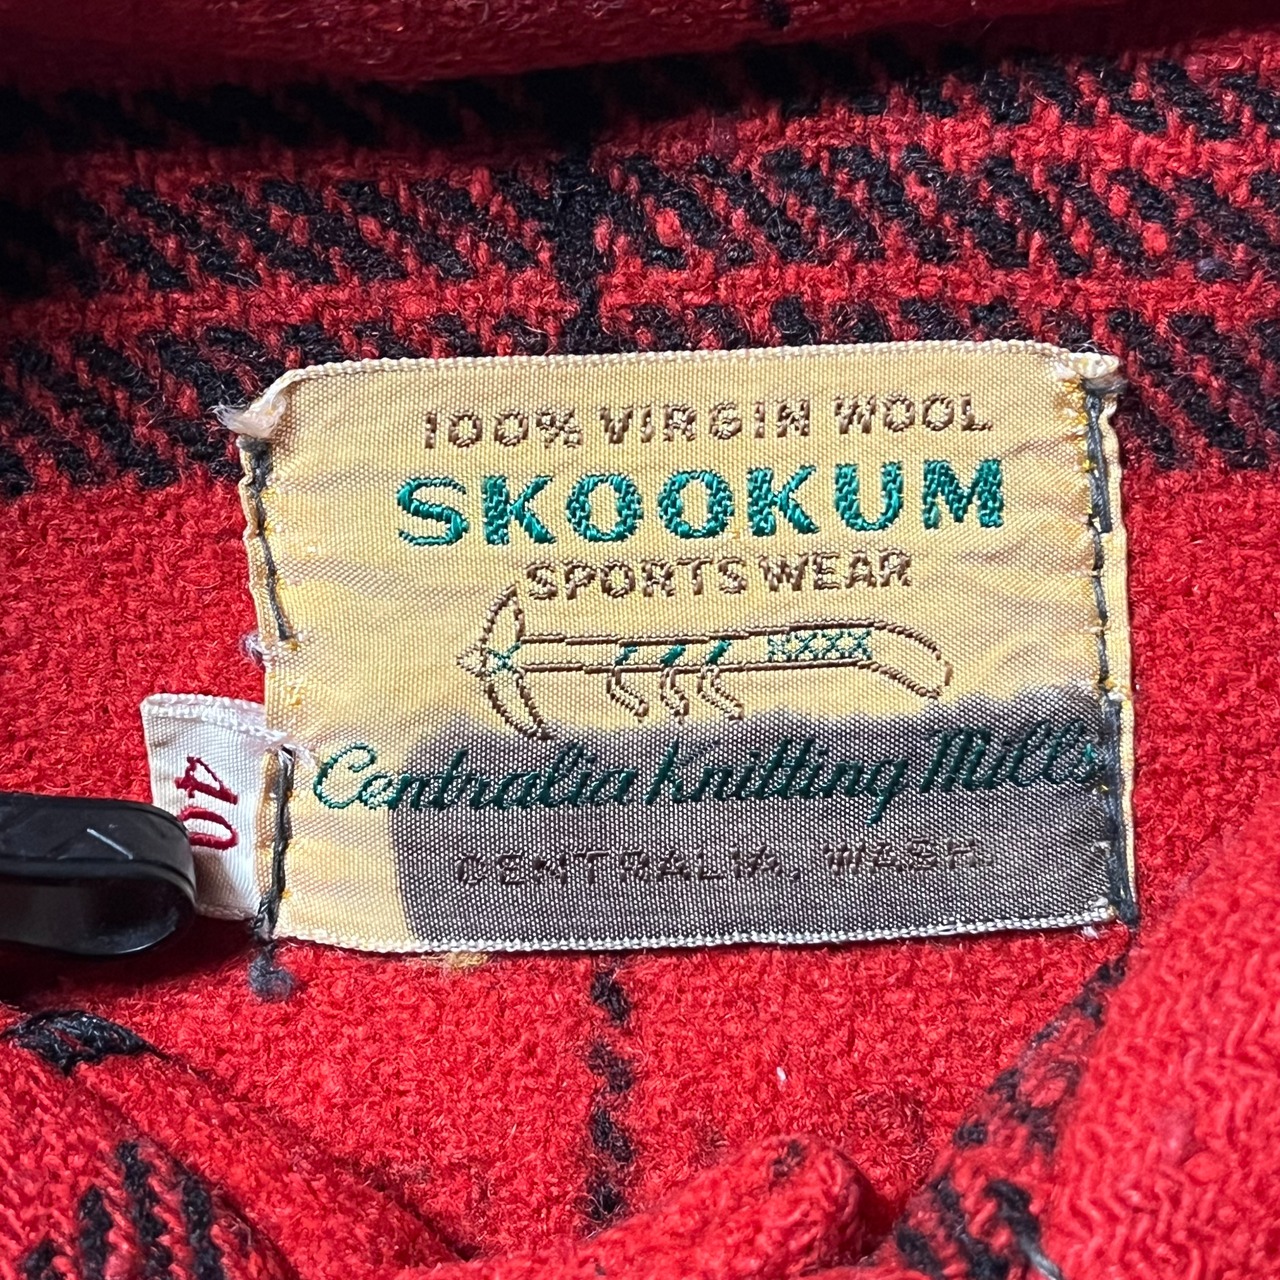 100% VIRGIN WOOL
SKOOKUM
SPORTSWEAR
Centralia Knitting Mills
CENTRALIA, WASH.
40